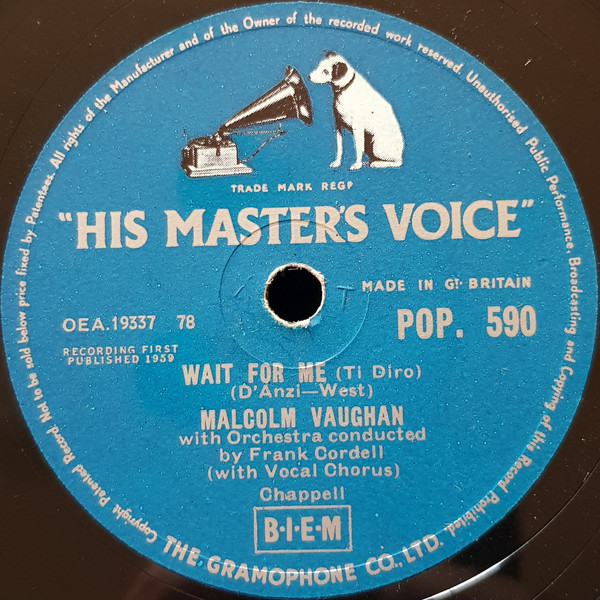 Copyright Patented Record. Not to be sold below price fixed by Patentees. All rights of the Manufacturer and of the Owner of the recorded work reserved. Unauthorised Public Performance, Broadcasting and Copying of this Record Prohibited.
TRADE MARK REGD
"HIS MASTER'S VOICE"
MADE IN GT. BRITAIN
OEA.19337 78
POP. 590
RECORDING FIRST
PUBLISHED 1959
WAIT FOR ME (Ti Diro)
(D'Anzi—West)
MALCOLM VAUGHAN
with Orchestra conducted
by Frank Cordell
(with Vocal Chorus)
Chappell
B·I·E·M
THE GRAMOPHONE CO., LTD.